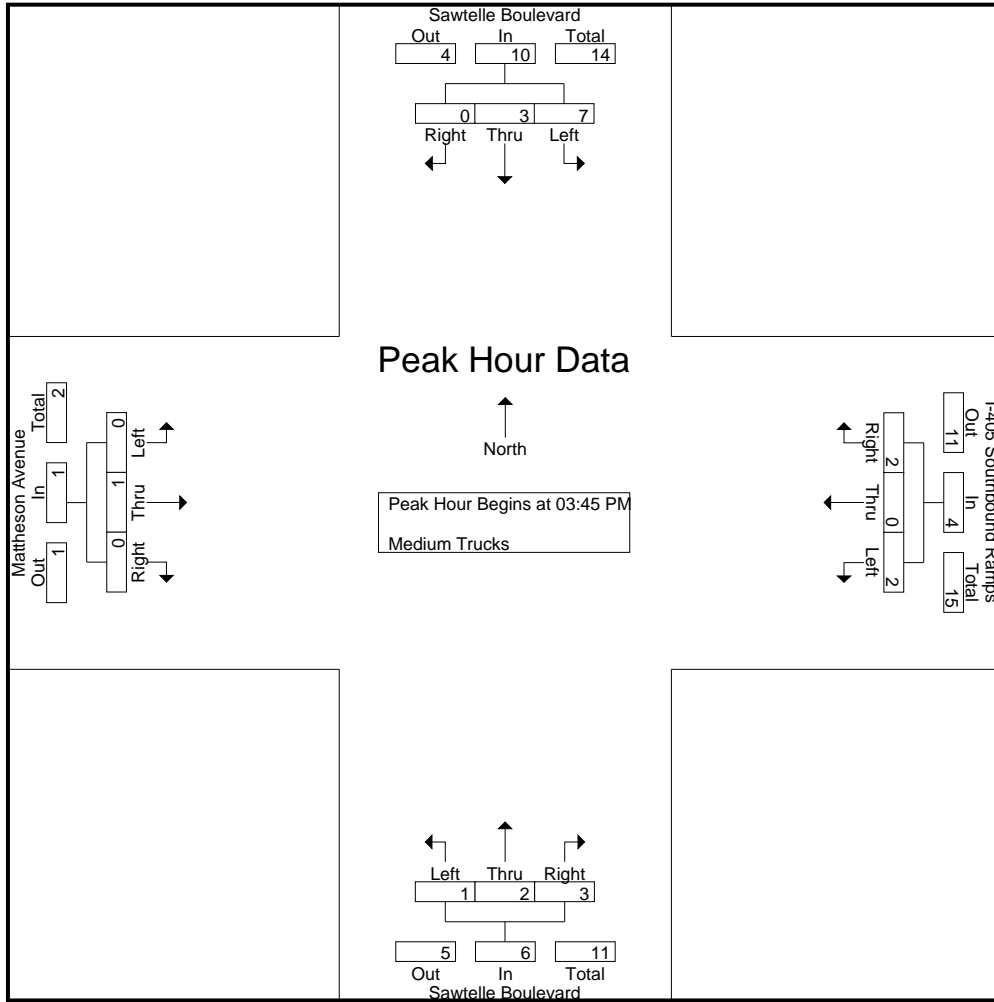 Sawtelle Boulevard
Out In Total
4 10 14
0 3 7
Right Thru Left
Peak Hour Data
North
Peak Hour Begins at 03:45 PM
Medium Trucks
Mattheson Avenue
Out In Total
1 1 2
0 1 0
Left Thru Right
I-405 Southbound Ramps
Out In Total
11 4 15
2 0 2
Right Thru Left
Left Thru Right
1 2 3
5 6 11
Out In Total
Sawtelle Boulevard